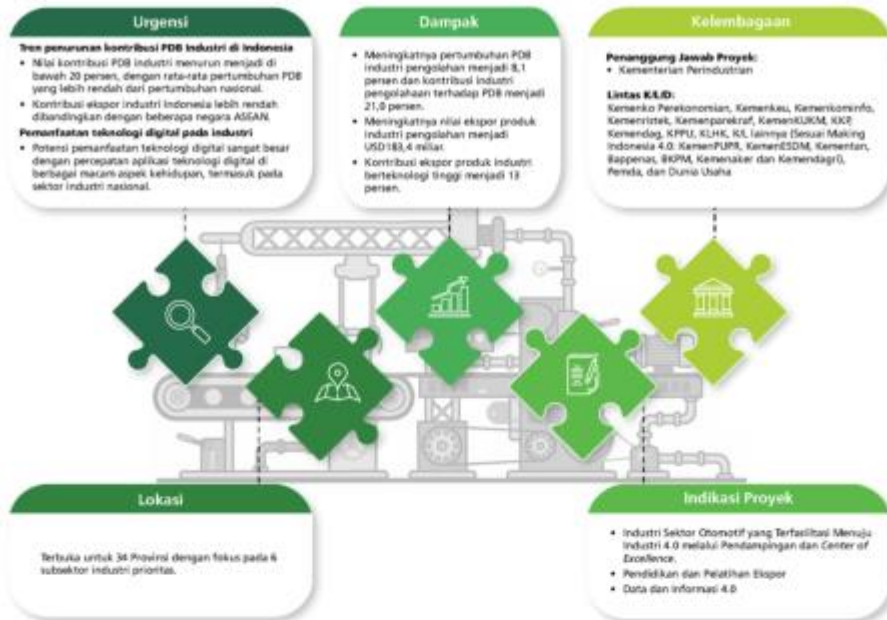 Urgensi
Tren penurunan kontribusi PDB Industri di Indonesia
• Nilai kontribusi PDB industri menurun menjadi di
bawah 20 persen, dengan rata-rata pertumbuhan PDB
yang lebih rendah dari pertumbuhan nasional.
• Kontribusi ekspor industri Indonesia lebih rendah
dibandingkan dengan beberapa negara ASEAN.
Pemanfaatan teknologi digital pada industri
• Potensi pemanfaatan teknologi digital sangat besar
dengan percepatan aplikasi teknologi digital di
berbagai macam aspek kehidupan, termasuk pada
sektor industri nasional.
Dampak
• Meningkatnya pertumbuhan PDB
industri pengolahan menjadi 8,1
persen dan kontribusi industri
pengolahaan terhadap PDB menjadi
21,0 persen.
• Meningkatnya nilai ekspor produk
industri pengolahan menjadi
USD183,4 miliar.
• Kontribusi ekspor produk industri
berteknologi tinggi menjadi 13
persen.
Kelembagaan
Penanggung Jawab Proyek:
• Kementerian Perindustrian
Lintas K/L/D:
Kemenko Perekonomian, Kemenkeu, Kemenkominfo,
Kemenristek, Kemenparekraf, KemenKUKM, KKP,
Kemendag, KPPU, KLHK, K/L lainnya (Sesuai Making
Indonesia 4.0: KemenPUPR, KemenESDM, Kementan,
Bappenas, BKPM, Kemenaker dan Kemendagri),
Pemda, dan Dunia Usaha
Lokasi
Terbuka untuk 34 Provinsi dengan fokus pada 6
subsektor industri prioritas.
Indikasi Proyek
• Industri Sektor Otomotif yang Terfasilitasi Menuju
Industri 4.0 melalui Pendampingan dan Center of
Excellence.
• Pendidikan dan Pelatihan Ekspor
• Data dan Informasi 4.0